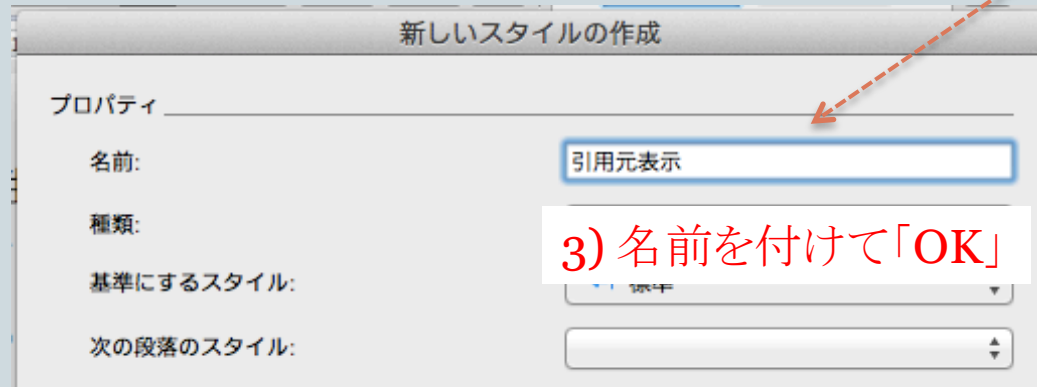 新しいスタイルの作成
プロパティ
名前: 引用元表示
種類:
3) 名前を付けて「OK」
基準にするスタイル: 標準
次の段落のスタイル: